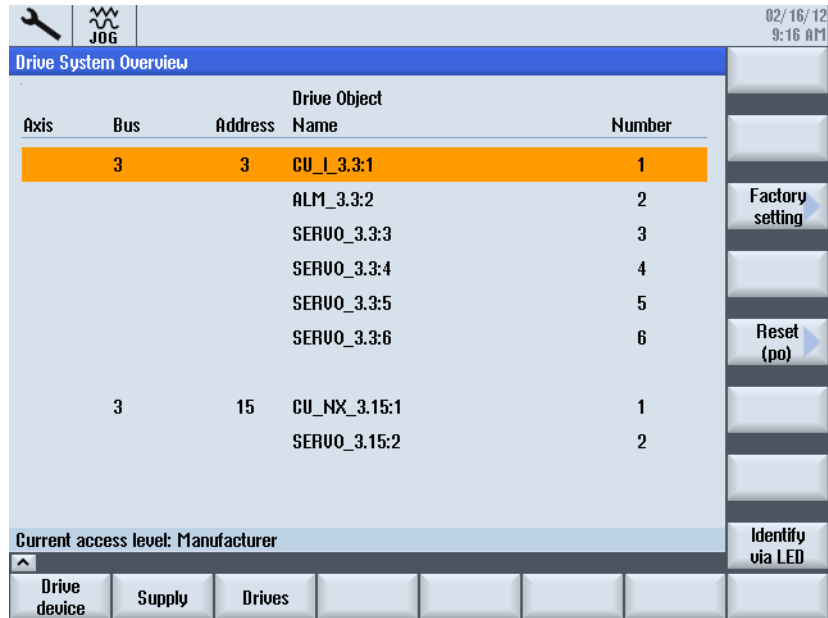 JOG
02/16/12
9:16 AM
Drive System Overview
Drive Object
Axis Bus Address Name Number
3 3 CU_I_3.3:1 1
ALM_3.3:2 2
SERVO_3.3:3 3
SERVO_3.3:4 4
SERVO_3.3:5 5
SERVO_3.3:6 6
3 15 CU_NX_3.15:1 1
SERVO_3.15:2 2
Factory
setting
Reset
(po)
Identify
via LED
Current access level: Manufacturer
Drive
device
Supply
Drives